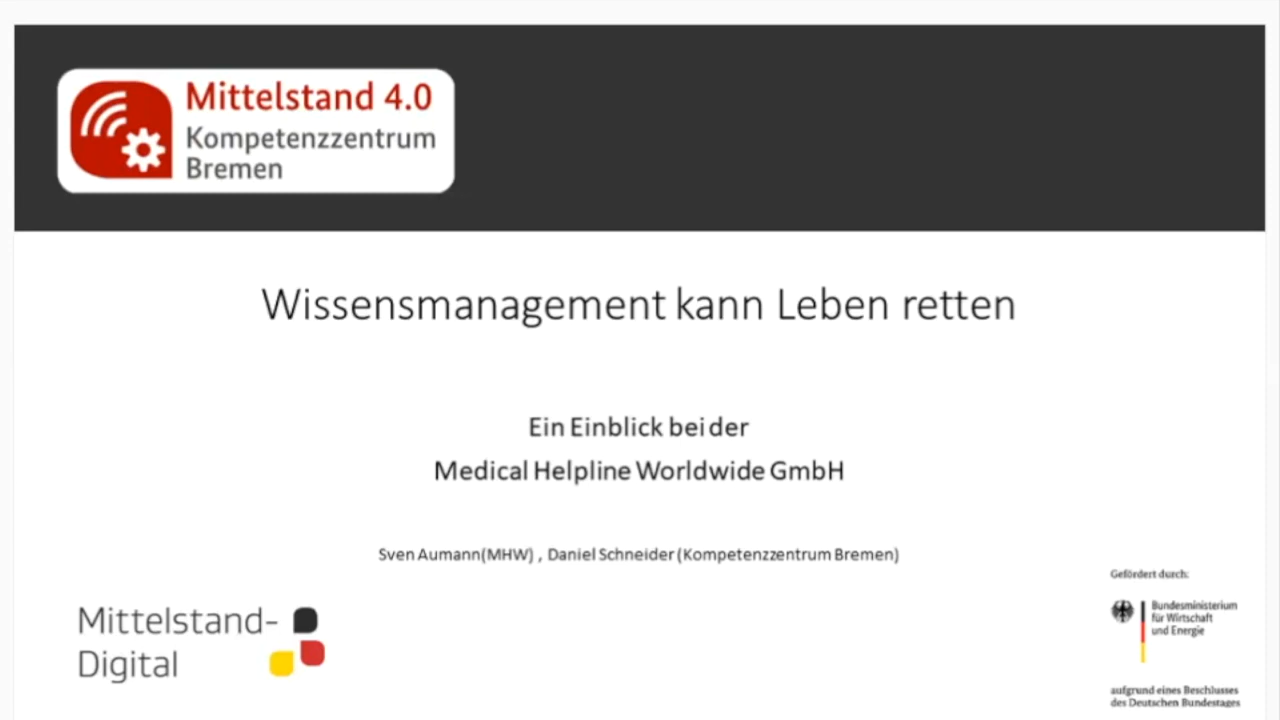 Mittelstand 4.0
Kompetenzzentrum
Bremen
Wissensmanagement kann Leben retten
Ein Einblick bei der
Medical Helpline Worldwide GmbH
Sven Aumann(MHW) , Daniel Schneider (Kompetenzzentrum Bremen)
Mittelstand-
Digital
Gefördert durch:
Bundesministerium
für Wirtschaft
und Energie
aufgrund eines Beschlusses
des Deutschen Bundestages